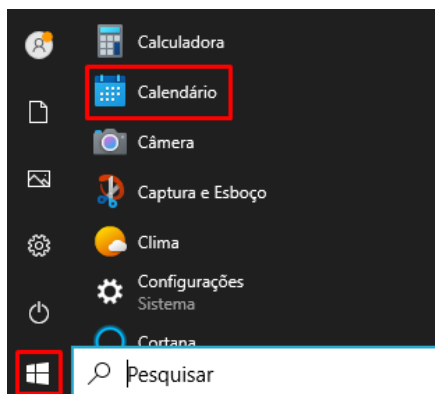 Calculadora
Calendário
Câmera
Captura e Esboço
Clima
Configurações
Sistema
Cortana
Pesquisar